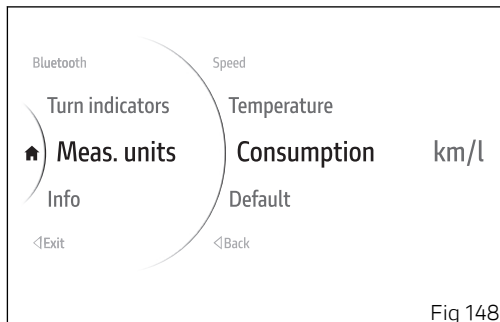 Bluetooth
Turn indicators
Meas. units
Info
Exit
Speed
Temperature
Consumption km/l
Default
Back
Fig 148